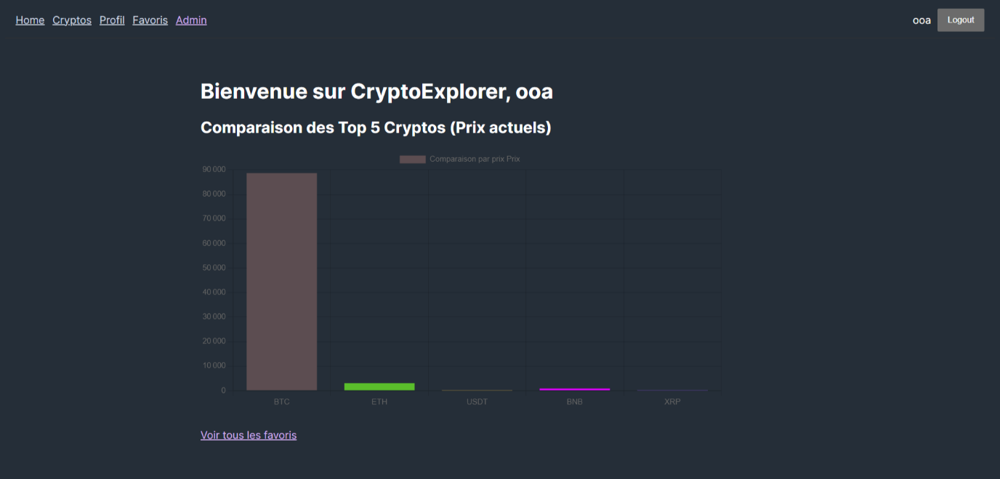 Home Cryptos Profil Favoris Admin ooa Logout
Bienvenue sur CryptoExplorer, ooa
Comparaison des Top 5 Cryptos (Prix actuels)
Comparaison par prix Prix
90 000
80 000
70 000
60 000
50 000
40 000
30 000
20 000
10 000
0
BTC ETH USDT BNB XRP
Voir tous les favoris